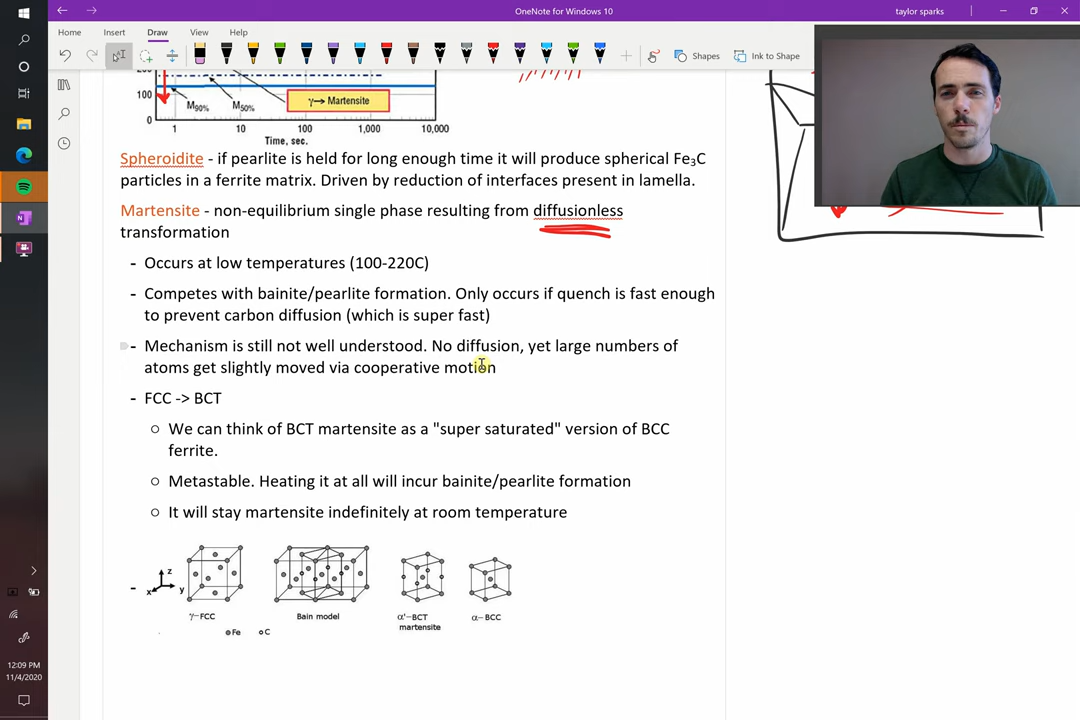 OneNote for Windows 10
taylor sparks
Home
Insert
Draw
View
Help
Shapes
Ink to Shape
200
100
0
M90%
M50%
γ→ Martensite
1
10
100
1,000
10,000
Time, sec.
Spheroidite - if pearlite is held for long enough time it will produce spherical Fe₃C
particles in a ferrite matrix. Driven by reduction of interfaces present in lamella.
Martensite - non-equilibrium single phase resulting from diffusionless
transformation
- Occurs at low temperatures (100-220C)
- Competes with bainite/pearlite formation. Only occurs if quench is fast enough
to prevent carbon diffusion (which is super fast)
- Mechanism is still not well understood. No diffusion, yet large numbers of
atoms get slightly moved via cooperative motion
- FCC -> BCT
○ We can think of BCT martensite as a "super saturated" version of BCC
ferrite.
○ Metastable. Heating it at all will incur bainite/pearlite formation
○ It will stay martensite indefinitely at room temperature
-
z
x
y
γ-FCC
Bain model
α'-BCT
martensite
α-BCC
Fe
C
12:09 PM
11/4/2020